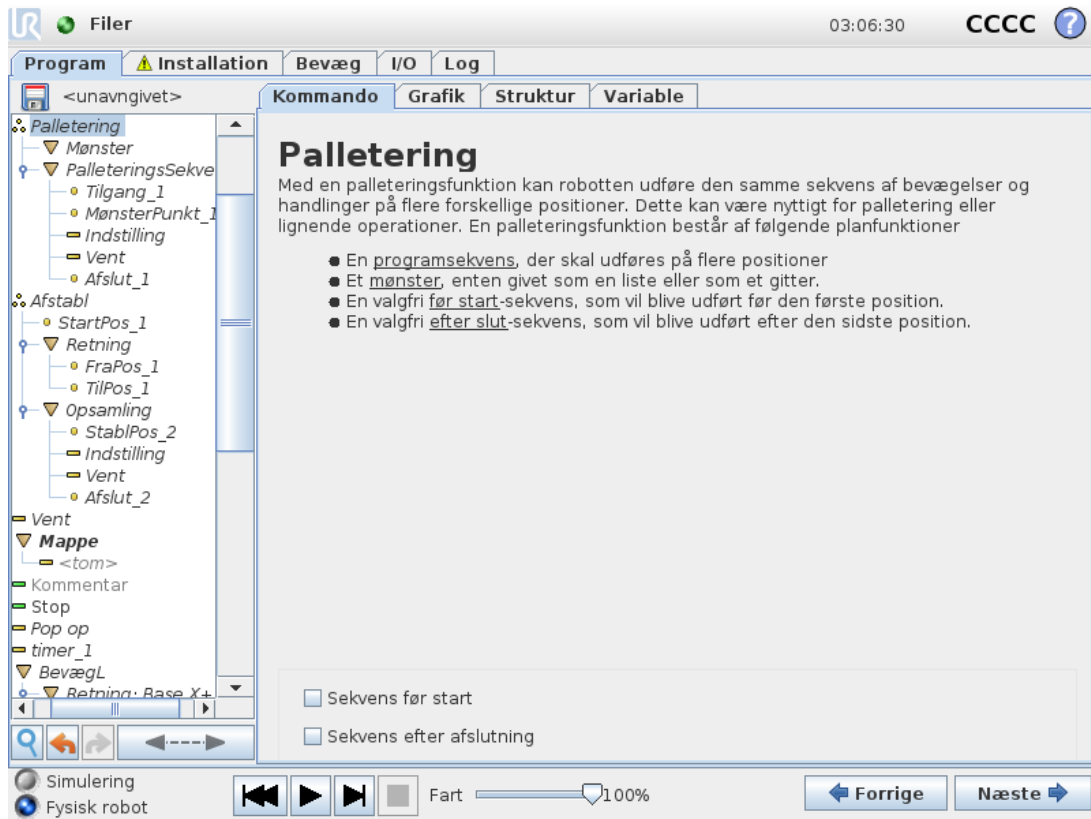 Filer
03:06:30
CCCC
?
Program
Installation
Bevæg
I/O
Log
<unavngivet>
Kommando
Grafik
Struktur
Variable
Palletering
Mønster
PalleteringsSekve
Tilgang_1
MønsterPunkt_1
Indstilling
Vent
Afslut_1
Afstabl
StartPos_1
Retning
FraPos_1
TilPos_1
Opsamling
StablPos_2
Indstilling
Vent
Afslut_2
Vent
Mappe
<tom>
Kommentar
Stop
Pop op
timer_1
BevægL
Retning: Base X+
Palletering
Med en palleteringsfunktion kan robotten udføre den samme sekvens af bevægelser og
handlinger på flere forskellige positioner. Dette kan være nyttigt for palletering eller
lignende operationer. En palleteringsfunktion består af følgende planfunktioner
En programsekvens, der skal udføres på flere positioner
Et mønster, enten givet som en liste eller som et gitter.
En valgfri før start-sekvens, som vil blive udført før den første position.
En valgfri efter slut-sekvens, som vil blive udført efter den sidste position.
Sekvens før start
Sekvens efter afslutning
Simulering
Fysisk robot
Fart
100%
Forrige
Næste